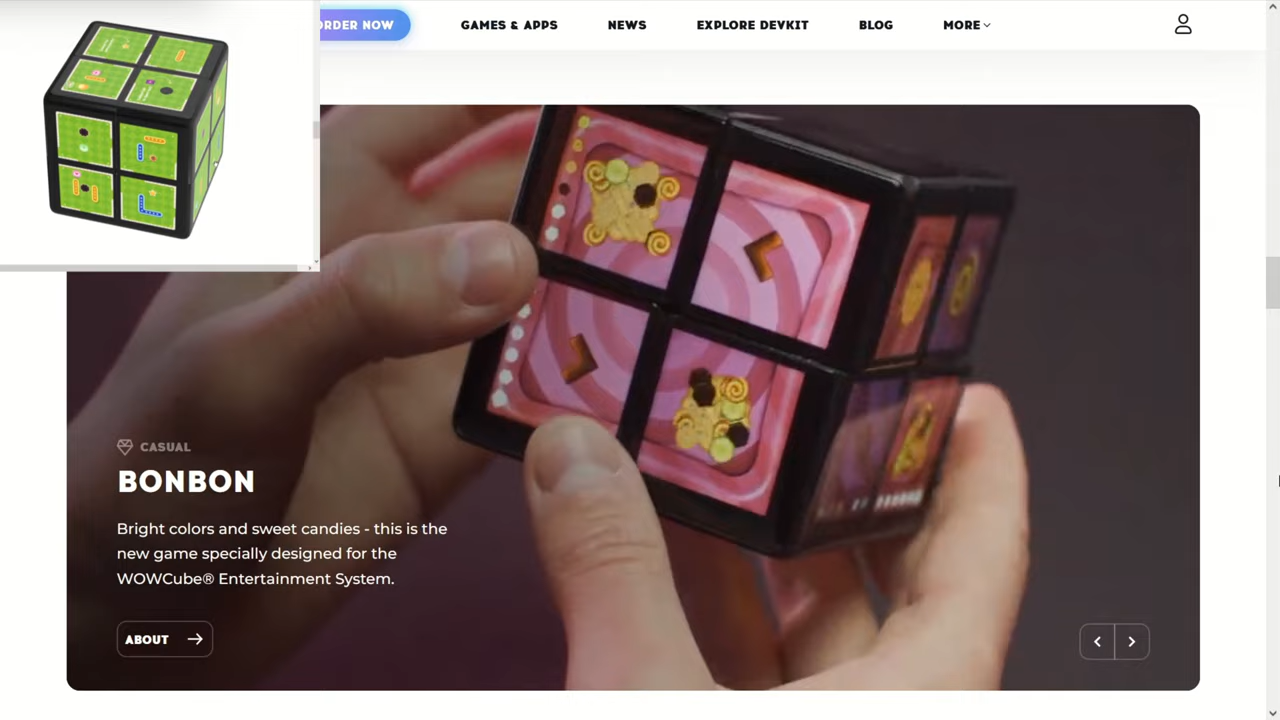 ORDER NOW
GAMES & APPS
NEWS
EXPLORE DEVKIT
BLOG
MORE
CASUAL
BONBON
Bright colors and sweet candies - this is the
new game specially designed for the
WOWCube® Entertainment System.
ABOUT